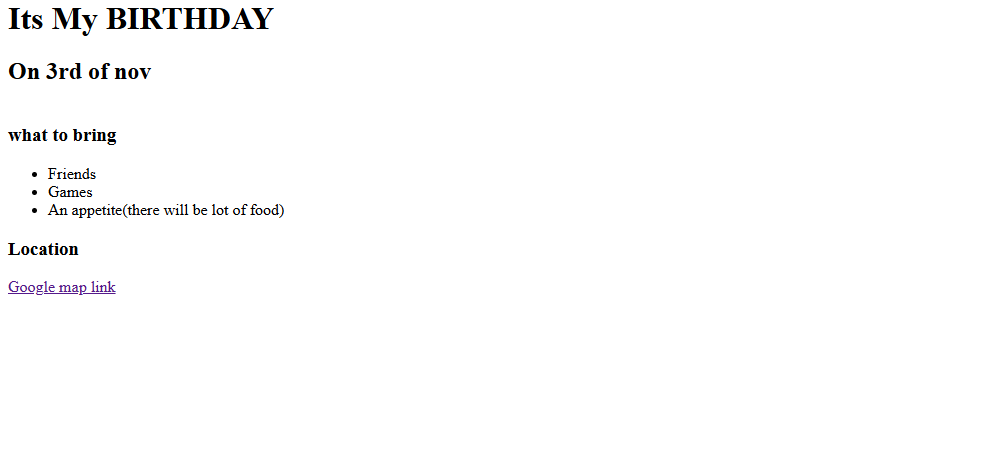 Its My BIRTHDAY
On 3rd of nov
what to bring
Friends
Games
An appetite(there will be lot of food)
Location
Google map link